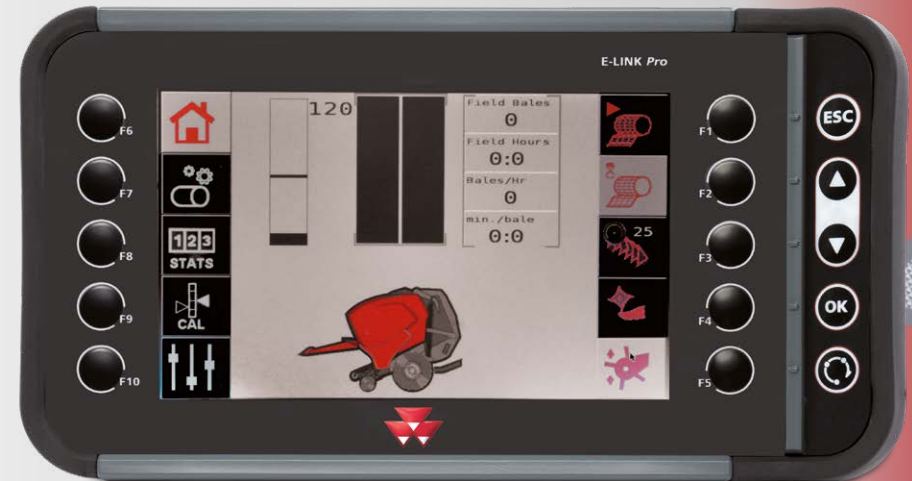 E-LINK Pro
F6
F7
F8
F9
F10
123
STATS
CAL
120
Field Bales
0
Field Hours
0:0
Bales/Hr
0
min./bale
0:0
25
F1
F2
F3
F4
F5
ESC
OK